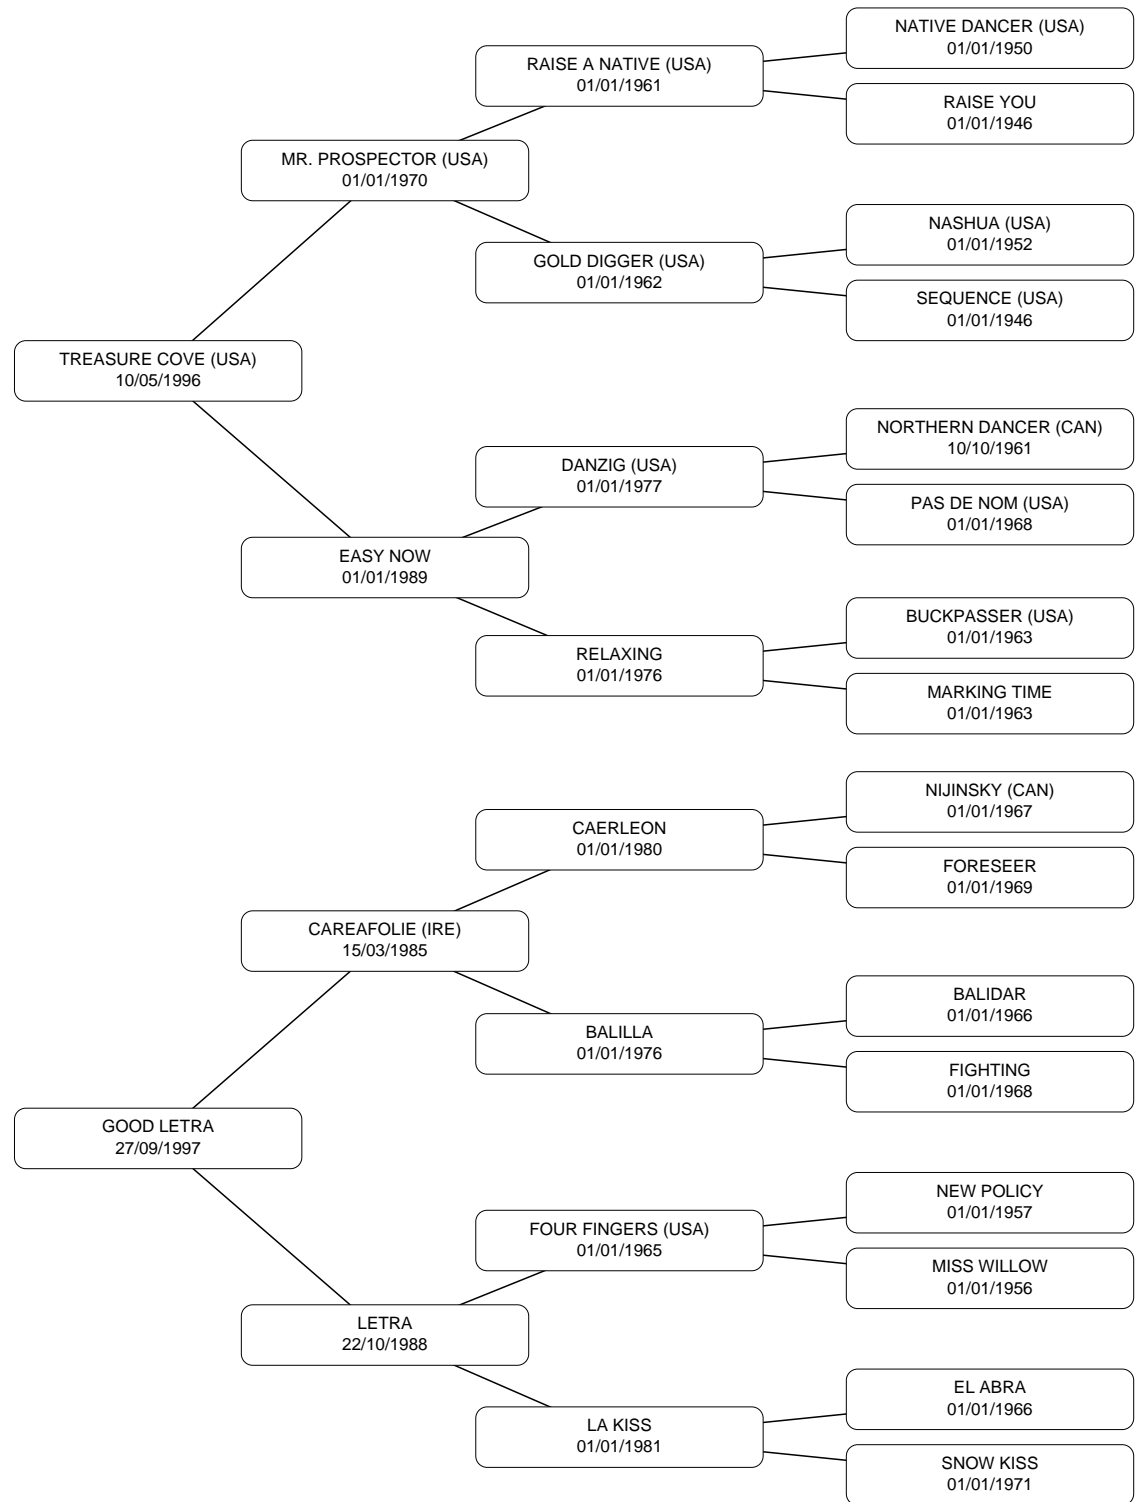 NATIVE DANCER (USA)
01/01/1950
RAISE A NATIVE (USA)
01/01/1961
RAISE YOU
01/01/1946
MR. PROSPECTOR (USA)
01/01/1970
NASHUA (USA)
01/01/1952
GOLD DIGGER (USA)
01/01/1962
SEQUENCE (USA)
01/01/1946
TREASURE COVE (USA)
10/05/1996
NORTHERN DANCER (CAN)
10/10/1961
DANZIG (USA)
01/01/1977
PAS DE NOM (USA)
01/01/1968
EASY NOW
01/01/1989
BUCKPASSER (USA)
01/01/1963
RELAXING
01/01/1976
MARKING TIME
01/01/1963
NIJINSKY (CAN)
01/01/1967
CAERLEON
01/01/1980
FORESEER
01/01/1969
CAREAFOLIE (IRE)
15/03/1985
BALIDAR
01/01/1966
BALILLA
01/01/1976
FIGHTING
01/01/1968
GOOD LETRA
27/09/1997
NEW POLICY
01/01/1957
FOUR FINGERS (USA)
01/01/1965
MISS WILLOW
01/01/1956
LETRA
22/10/1988
EL ABRA
01/01/1966
LA KISS
01/01/1981
SNOW KISS
01/01/1971